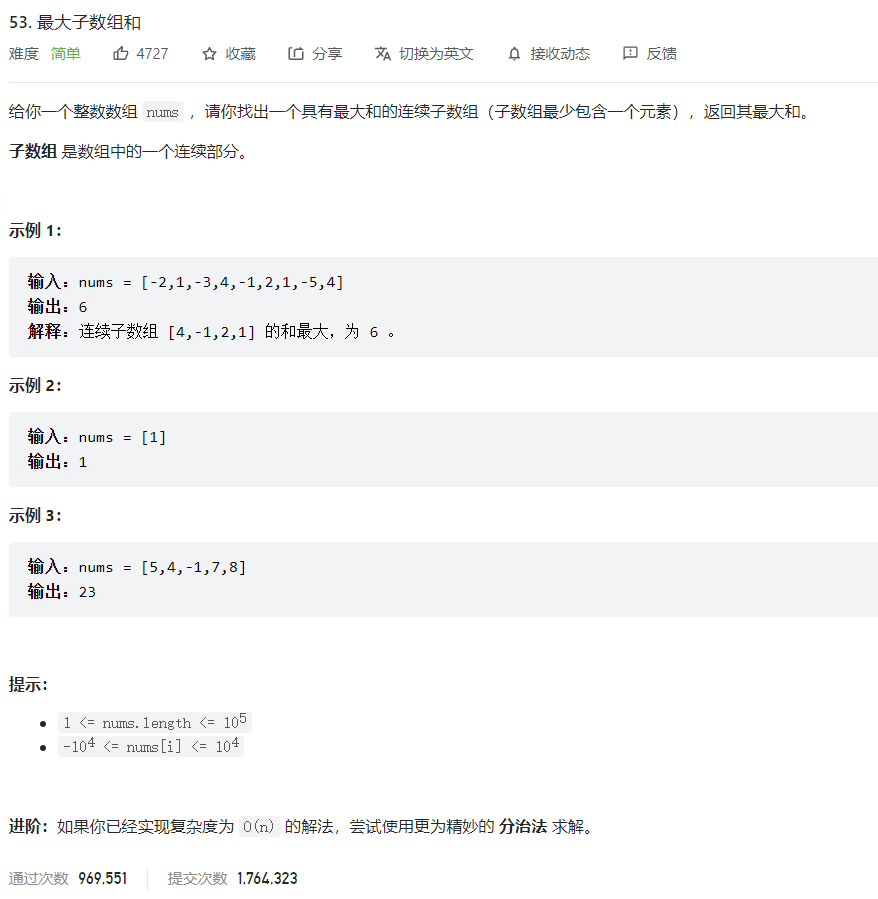 53. 最大子数组和
难度 简单 4727 收藏 分享 切换为英文 接收动态 反馈
给你一个整数数组 nums ，请你找出一个具有最大和的连续子数组（子数组最少包含一个元素），返回其最大和。
子数组 是数组中的一个连续部分。
示例 1：
输入：nums = [-2,1,-3,4,-1,2,1,-5,4]
输出：6
解释：连续子数组 [4,-1,2,1] 的和最大，为 6 。
示例 2：
输入：nums = [1]
输出：1
示例 3：
输入：nums = [5,4,-1,7,8]
输出：23
提示：
• 1 <= nums.length <= 10⁵
• -10⁴ <= nums[i] <= 10⁴
进阶：如果你已经实现复杂度为 O(n) 的解法，尝试使用更为精妙的 分治法 求解。
通过次数 969,551 提交次数 1,764,323